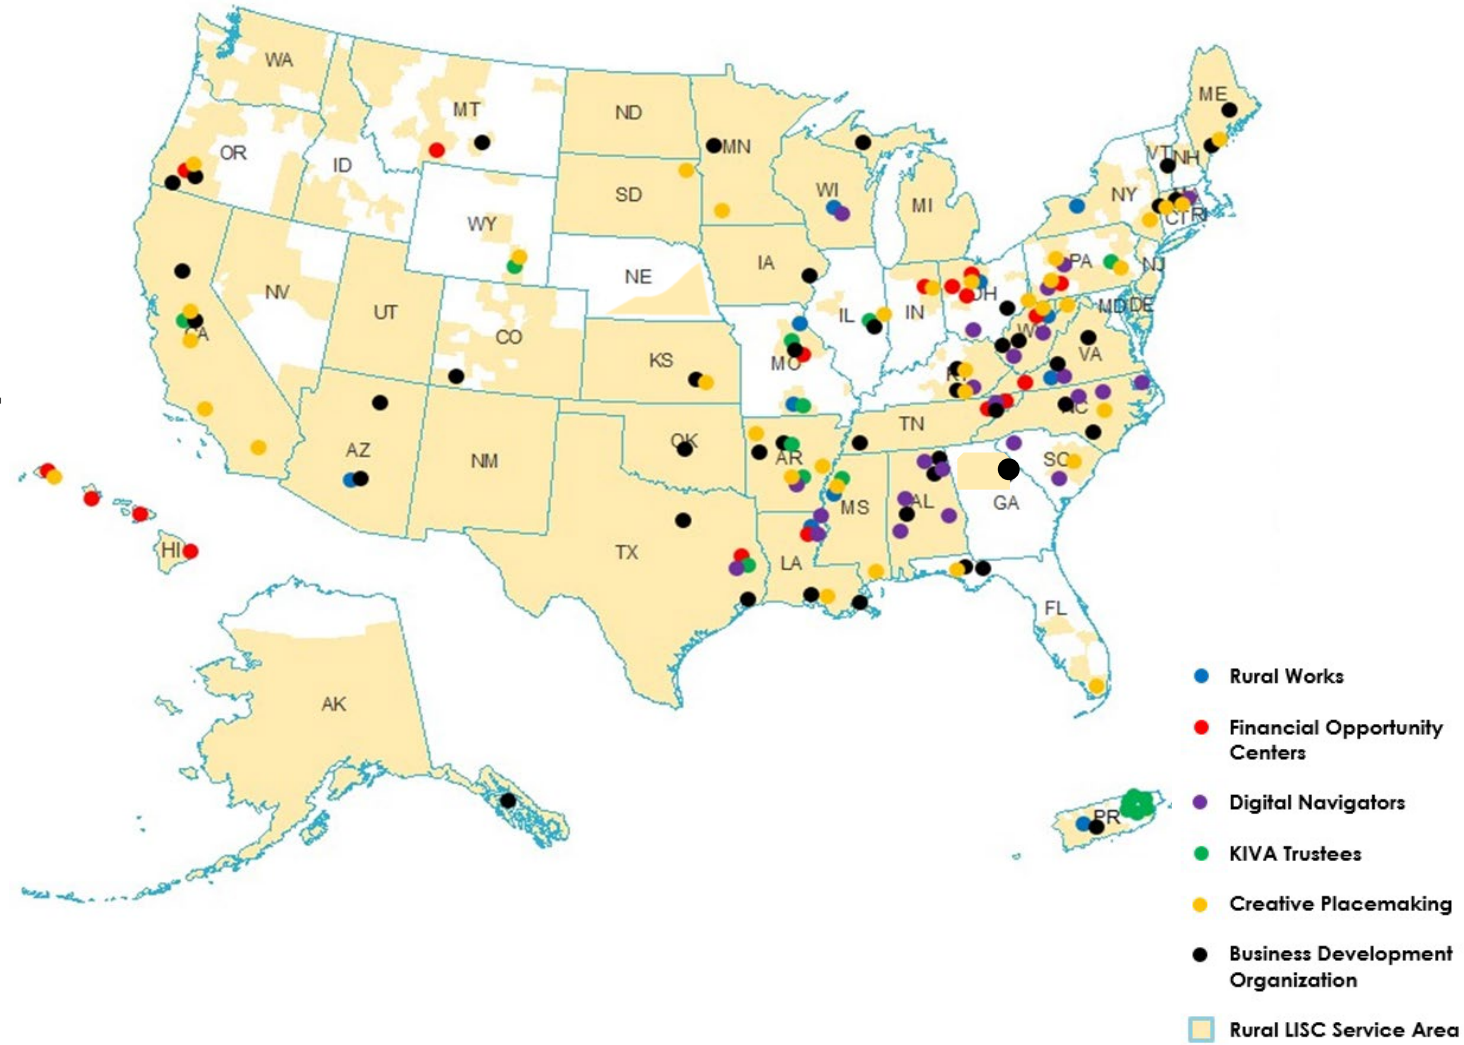 WA
MT
ND
MN
ME
OR
ID
SD
WI
MI
VT
NH
NY
MA
CT
RI
WY
IA
NE
PA
NJ
NV
UT
CO
IL
IN
OH
MD
DE
CA
KS
MO
WV
VA
KY
AZ
NM
OK
AR
TN
NC
SC
MS
AL
GA
HI
TX
LA
FL
AK
PR
Rural Works
Financial Opportunity
Centers
Digital Navigators
KIVA Trustees
Creative Placemaking
Business Development
Organization
Rural LISC Service Area